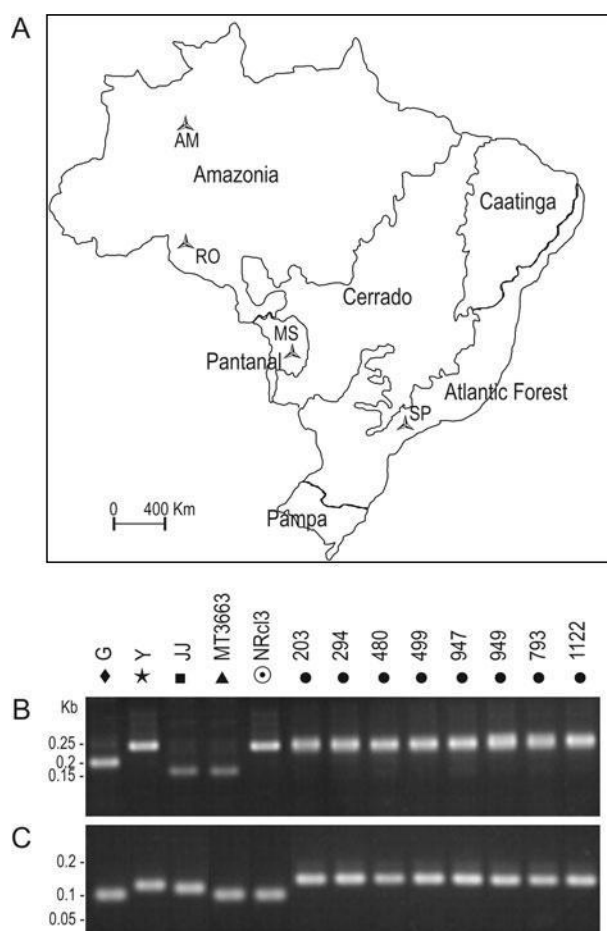 A
AM
Amazonia
Caatinga
RO
Cerrado
MS
Pantanal
Atlantic Forest
SP
0 400 Km
Pampa
G Y JJ MT3663 NRcl3 203 294 480 499 947 949 793 1122
B
Kb
0.25 -
0.2 -
0.15 -
C
0.2 -
0.1 -
0.05 -